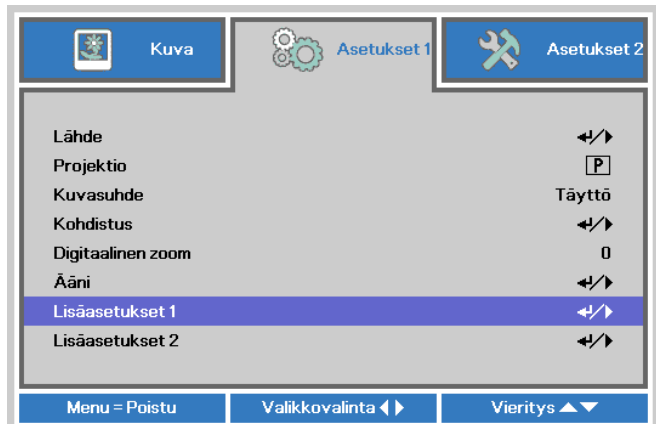 Kuva Asetukset 1 Asetukset 2
Lähde ↵/▶
Projektio P
Kuvasuhde Täyttö
Kohdistus ↵/▶
Digitaalinen zoom 0
Ääni ↵/▶
Lisäasetukset 1 ↵/▶
Lisäasetukset 2 ↵/▶
Menu = Poistu Valikkovalinta ◀▶ Vieritys ▲▼